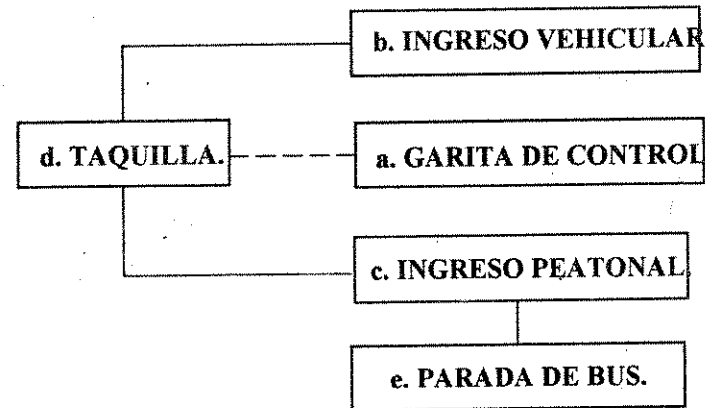 b. INGRESO VEHICULAR
d. TAQUILLA.
a. GARITA DE CONTROL
c. INGRESO PEATONAL.
e. PARADA DE BUS.